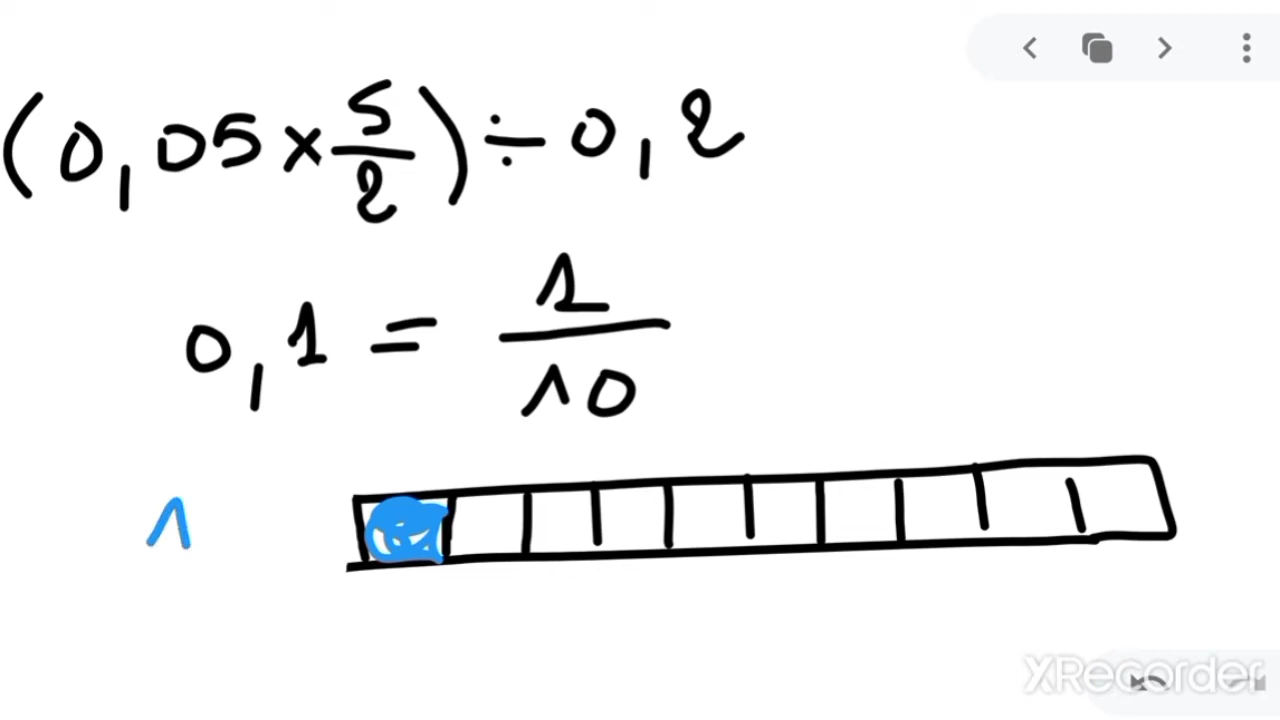 (0,05 × 5/2) ÷ 0,2
0,1 = 1/10
1
XRecorder